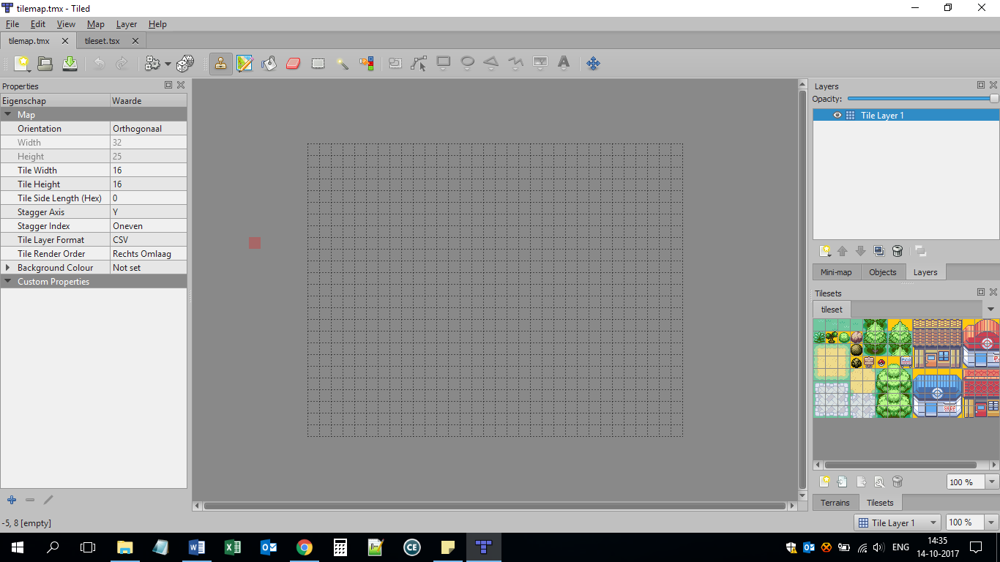 tilemap.tmx - Tiled
File Edit View Map Layer Help
tilemap.tmx tileset.tsx
Properties
Eigenschap Waarde
Map
Orientation Orthogonaal
Width 32
Height 25
Tile Width 16
Tile Height 16
Tile Side Length (Hex) 0
Stagger Axis Y
Stagger Index Oneven
Tile Layer Format CSV
Tile Render Order Rechts Omlaag
Background Colour Not set
Custom Properties
-5, 8 [empty]
Layers
Opacity:
Tile Layer 1
Mini-map Objects Layers
Tilesets
tileset
SHOP
100 %
Terrains Tilesets
Tile Layer 1 100 %
CE
ENG
14:35
14-10-2017